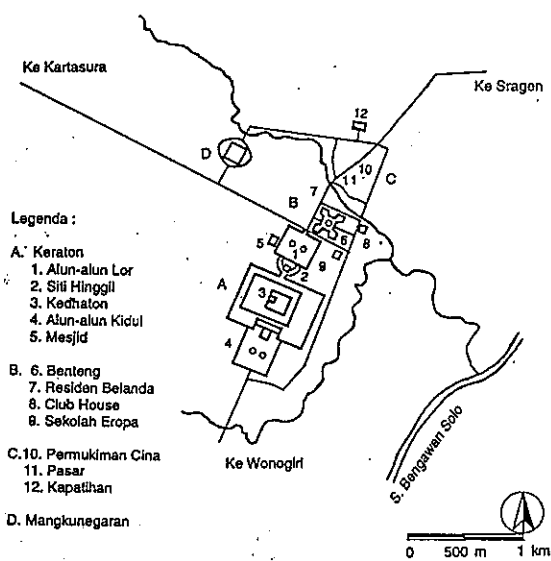 Ke Kartasura
Ke Sragen
12
D
10
11
C
7
B
6
8
5
1
9
2
A
3
4
Legenda :
A. Keraton
1. Alun-alun Lor
2. Siti Hinggil
3. Kedhaton
4. Alun-alun Kidul
5. Mesjid
B. 6. Benteng
7. Residen Belanda
8. Club House
9. Sekolah Eropa
C.10. Permukiman Cina
11. Pasar
12. Kapatihan
D. Mangkunegaran
Ke Wonogiri
S. Bengawan Solo
0 500 m 1 km